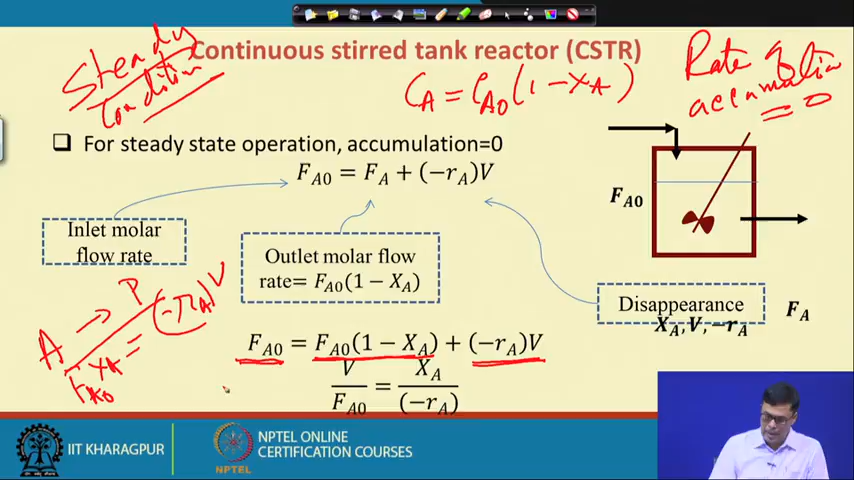 Continuous stirred tank reactor (CSTR)
Steady
condition
C_A = C_A0 (1 - X_A)
Rate of
accumulation
= 0
❑ For steady state operation, accumulation=0
F_A0 = F_A + (−r_A)V
Inlet molar
flow rate
Outlet molar flow
rate= F_A0(1 − X_A)
F_A0
Disappearance
X_A, V, −r_A
F_A
A → P
F_A0 X_A = (-r_A) V
F_A0 = F_A0(1 − X_A) + (−r_A)V
V/F_A0 = X_A/(−r_A)
IIT KHARAGPUR
NPTEL
NPTEL ONLINE
CERTIFICATION COURSES